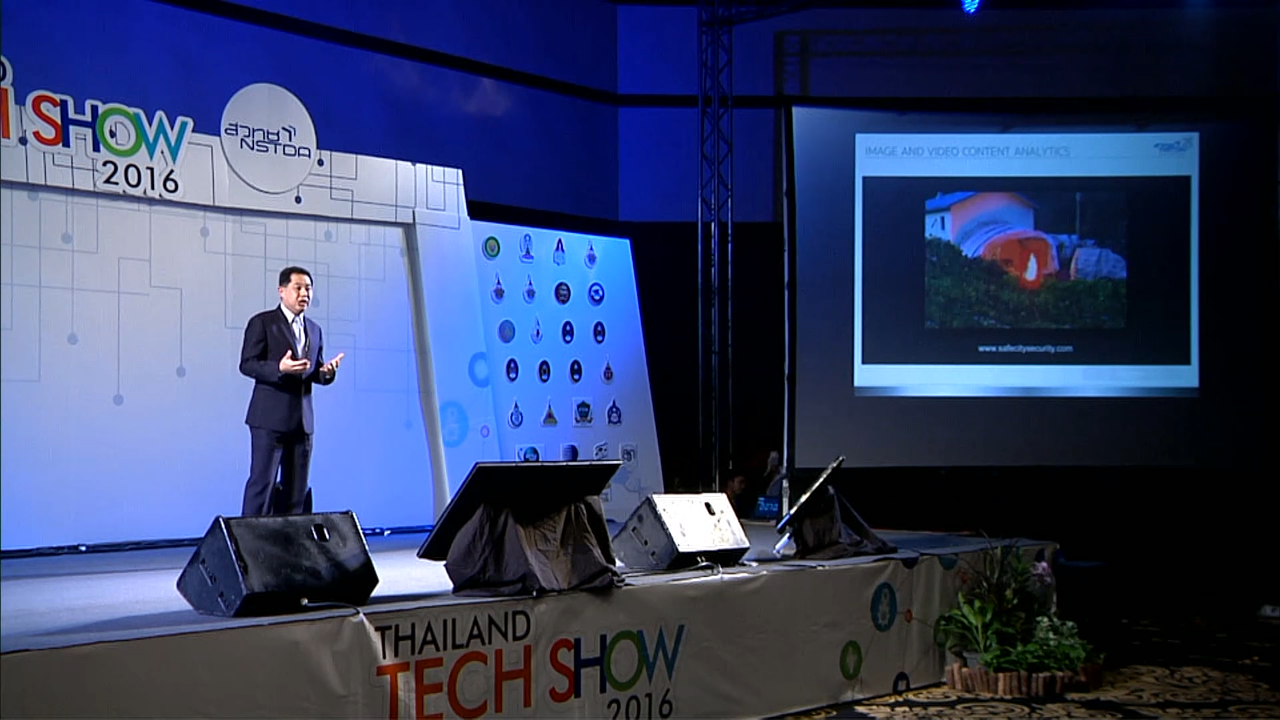 SHOW
2016
สวทช
NSTDA
IMAGE AND VIDEO CONTENT ANALYTICS
www.safecitysecurity.com
THAILAND
TECH SHOW
2016